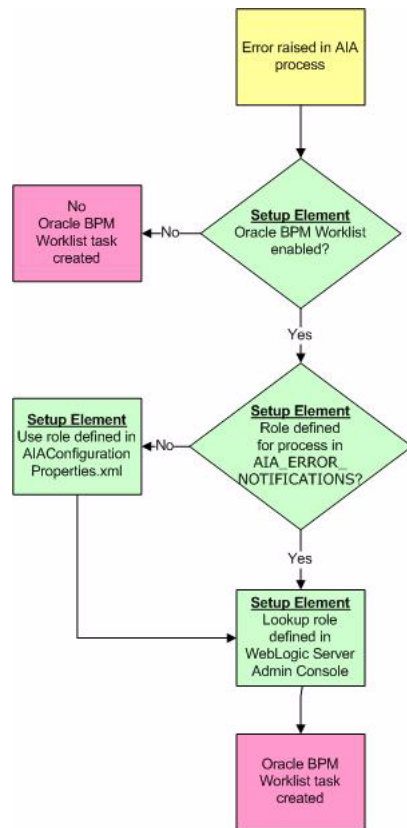 Error raised in AIA
process
Setup Element
Oracle BPM Worklist
enabled?
No
No
Oracle BPM
Worklist task
created
Yes
Setup Element
Role defined
for process in
AIA_ERROR_
NOTIFICATIONS?
No
Setup Element
Use role defined in
AIAConfiguration
Properties.xml
Yes
Setup Element
Lookup role
defined in
WebLogic Server
Admin Console
Oracle BPM
Worklist task
created